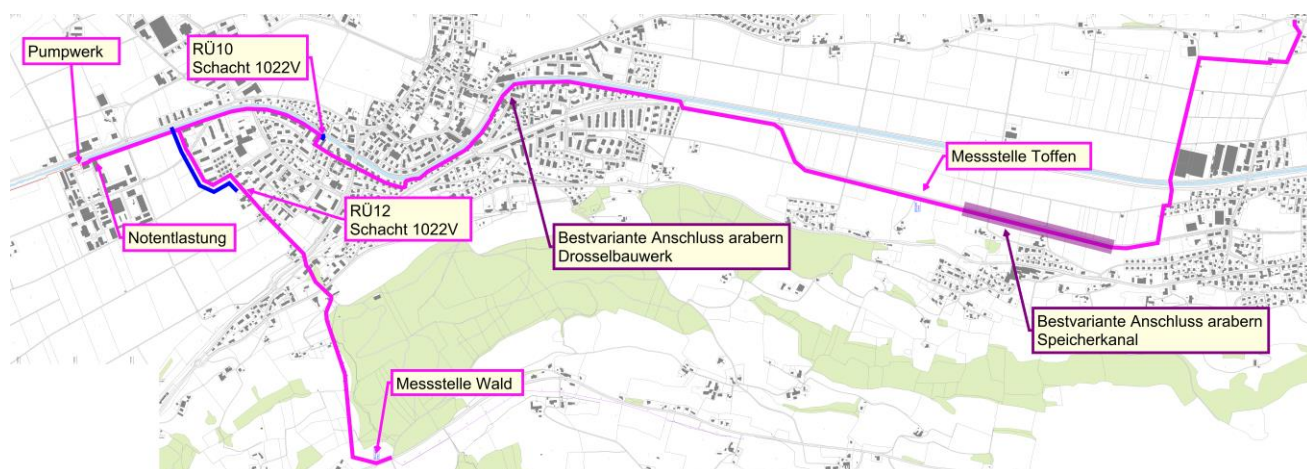 Pumpwerk
RÜ10
Schacht 1022V
Messstelle Toffen
RÜ12
Schacht 1022V
Notentlastung
Bestvariante Anschluss arabern
Drosselbauwerk
Bestvariante Anschluss arabern
Speicherkanal
Messstelle Wald